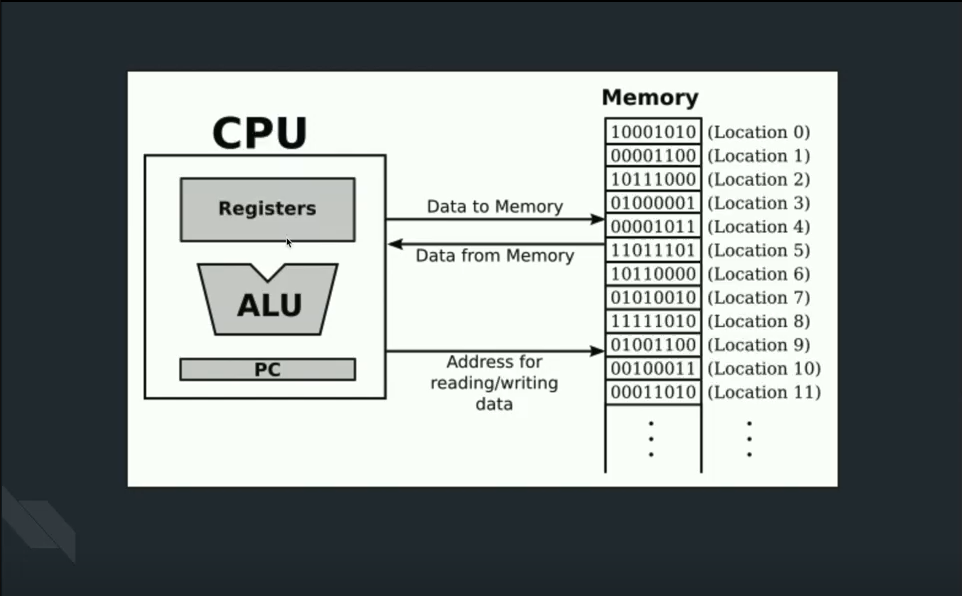 CPU
Registers
ALU
PC
Data to Memory
Data from Memory
Address for
reading/writing
data
Memory
10001010 (Location 0)
00001100 (Location 1)
10111000 (Location 2)
01000001 (Location 3)
00001011 (Location 4)
11011101 (Location 5)
10110000 (Location 6)
01010010 (Location 7)
11111010 (Location 8)
01001100 (Location 9)
00100011 (Location 10)
00011010 (Location 11)